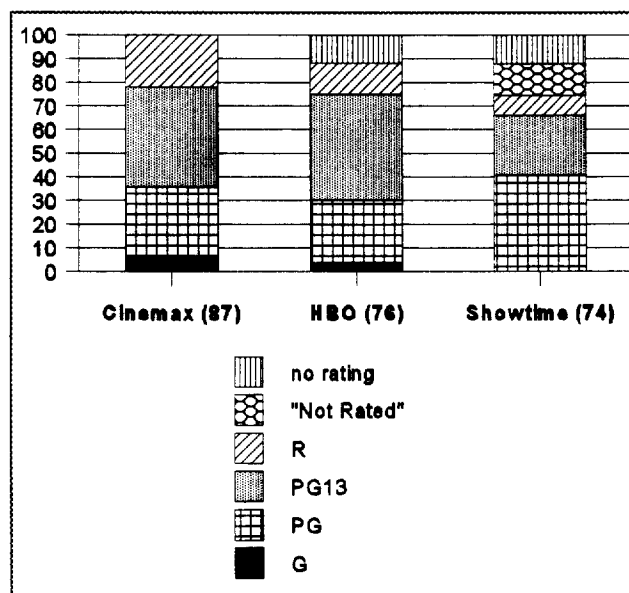 100
90
80
70
60
50
40
30
20
10
0
Cinemax (87) HBO (76) Showtime (74)
no rating
"Not Rated"
R
PG13
PG
G